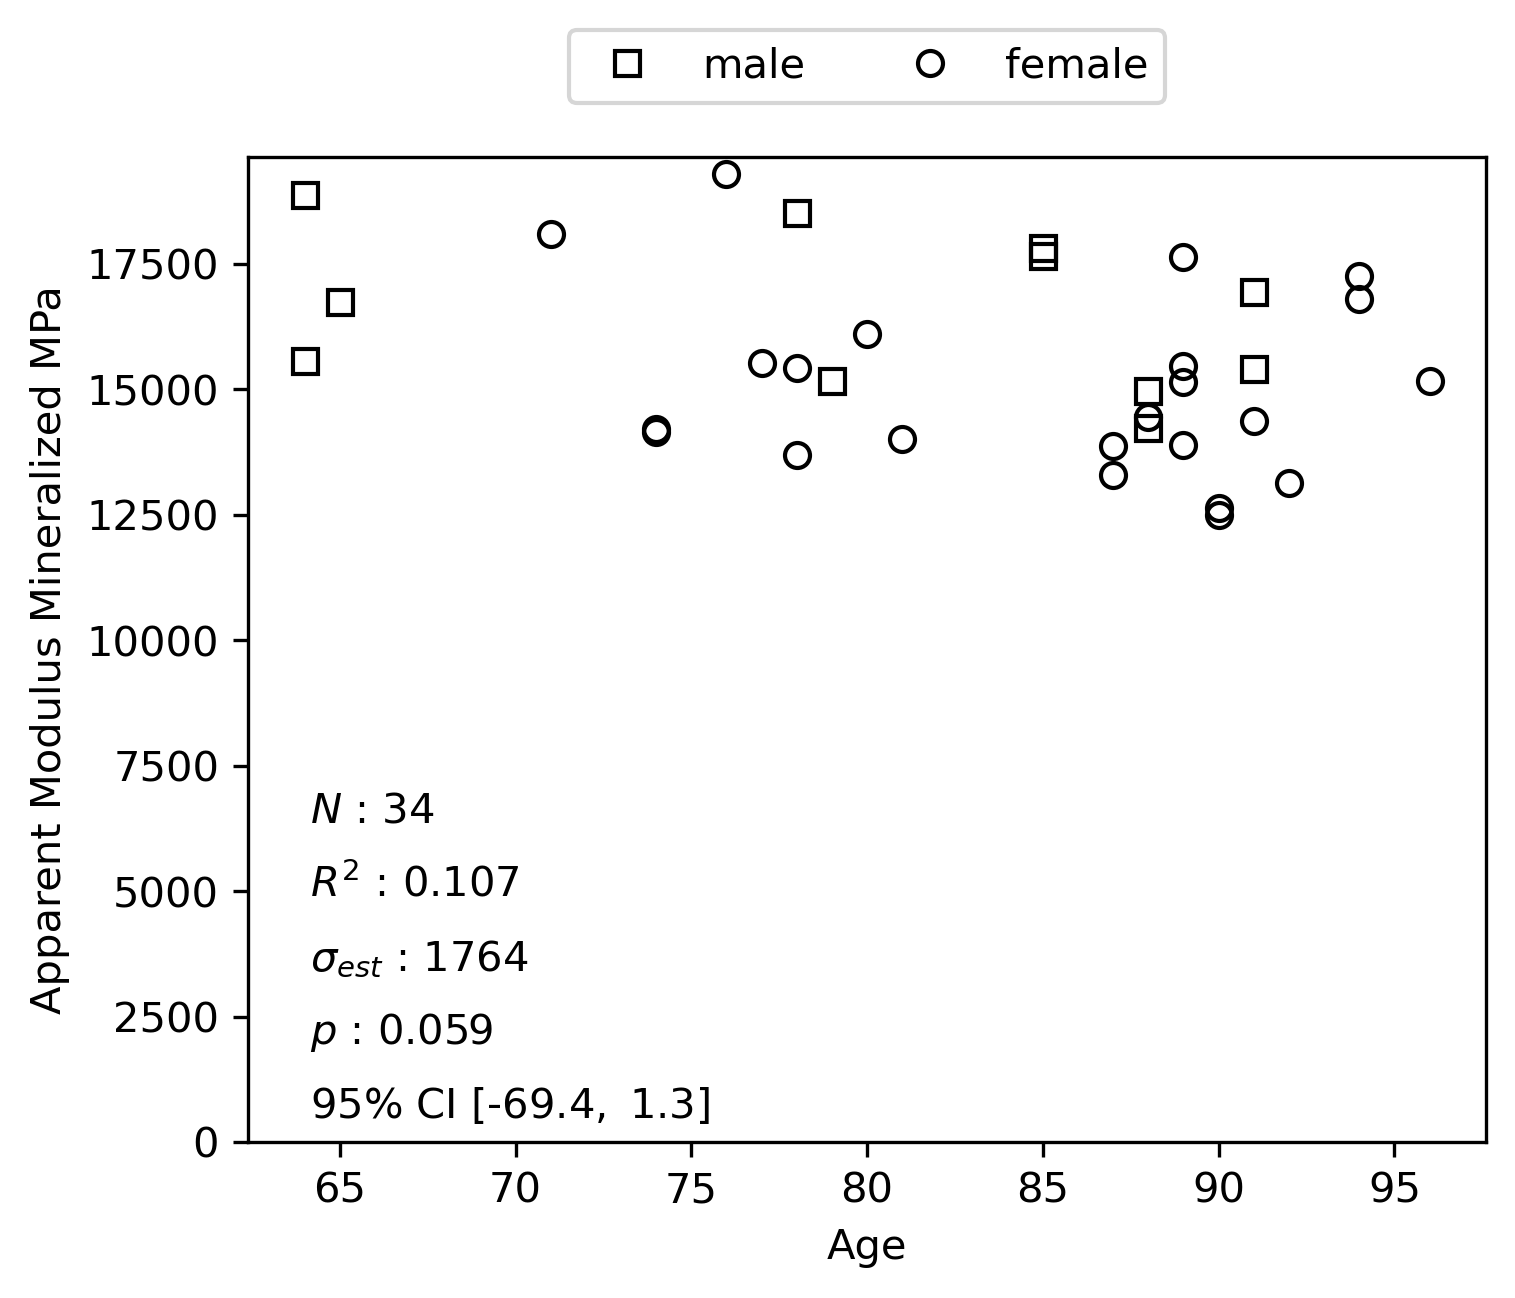 male female
Apparent Modulus Mineralized MPa
17500
15000
12500
10000
7500
5000
2500
0
N : 34
R² : 0.107
σest : 1764
p : 0.059
95% CI [-69.4, 1.3]
65 70 75 80 85 90 95
Age